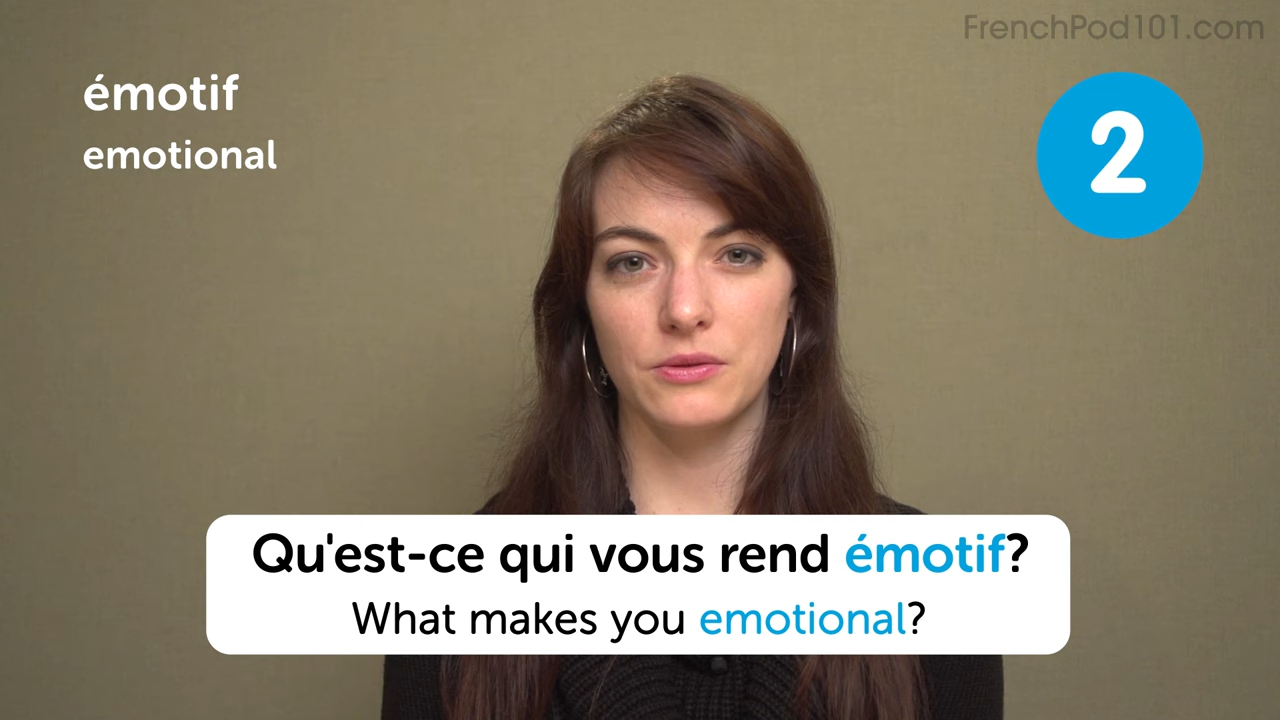 FrenchPod101.com
émotif
emotional
2
Qu'est-ce qui vous rend émotif?
What makes you emotional?